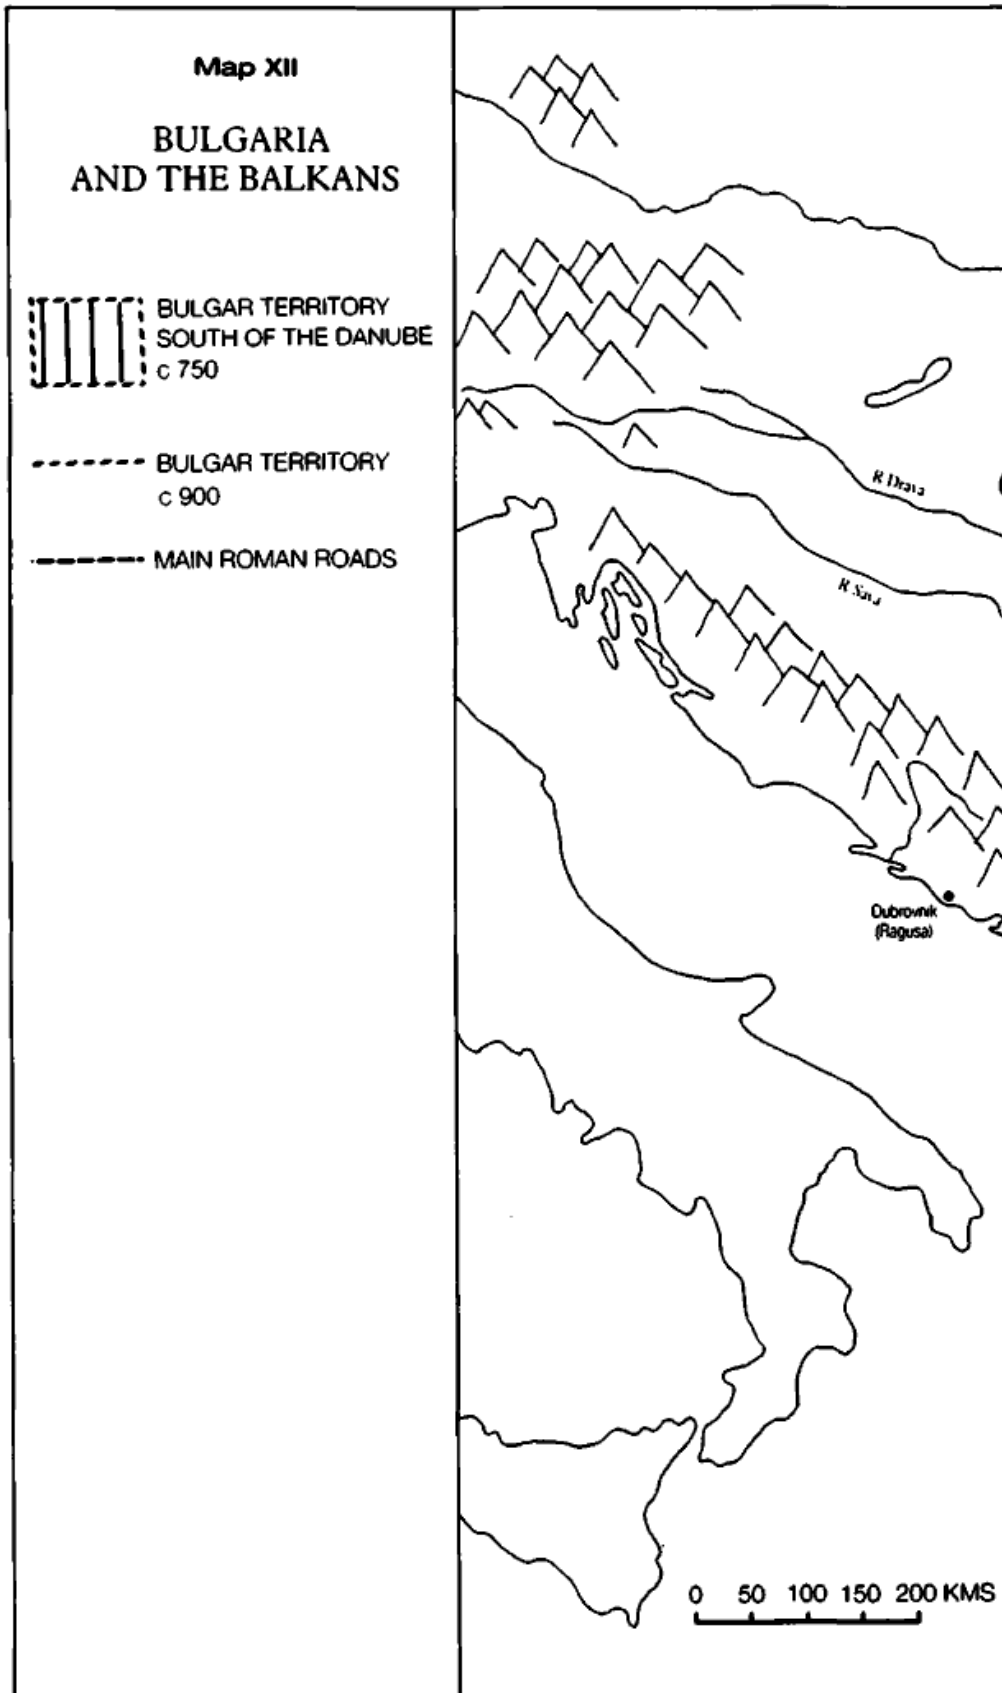 Map XII
BULGARIA
AND THE BALKANS
BULGAR TERRITORY
SOUTH OF THE DANUBE
c 750
BULGAR TERRITORY
c 900
MAIN ROMAN ROADS
R Drava
R Sava
Dubrovnik
(Ragusa)
0 50 100 150 200 KMS